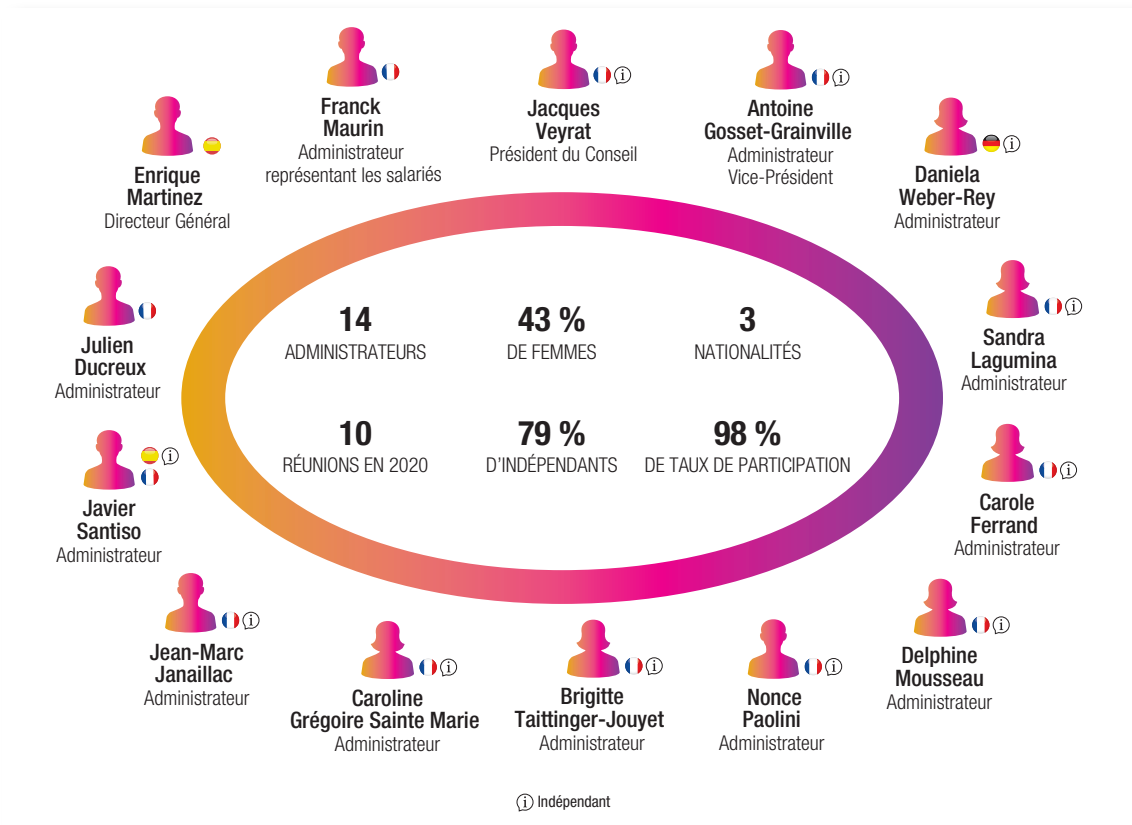 Franck
Maurin
Administrateur
représentant les salariés
Jacques
Veyrat
Président du Conseil
Antoine
Gosset-Grainville
Administrateur
Vice-Président
Enrique
Martinez
Directeur Général
Daniela
Weber-Rey
Administrateur
Julien
Ducreux
Administrateur
14
ADMINISTRATEURS
43 %
DE FEMMES
3
NATIONALITÉS
Sandra
Lagumina
Administrateur
Javier
Santiso
Administrateur
10
RÉUNIONS EN 2020
79 %
D'INDÉPENDANTS
98 %
DE TAUX DE PARTICIPATION
Carole
Ferrand
Administrateur
Jean-Marc
Janaillac
Administrateur
Caroline
Grégoire Sainte Marie
Administrateur
Brigitte
Taittinger-Jouyet
Administrateur
Nonce
Paolini
Administrateur
Delphine
Mousseau
Administrateur
i Indépendant